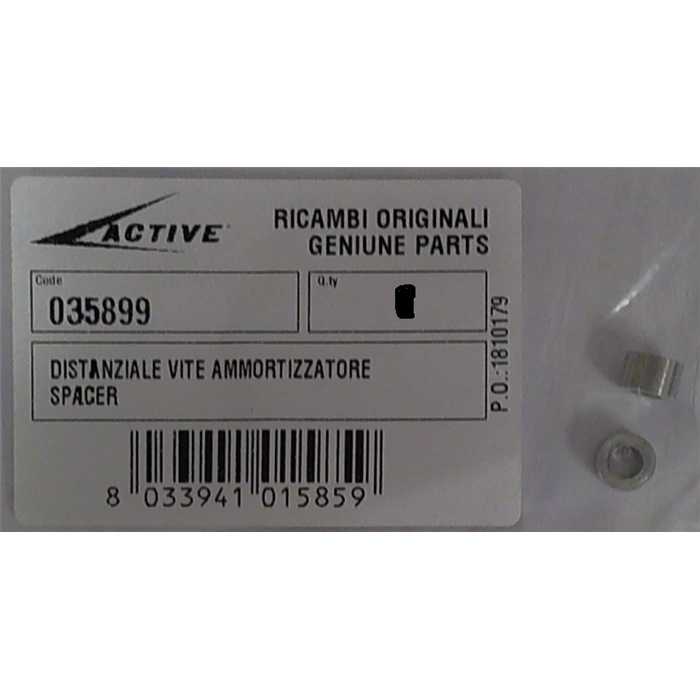 ACTIVE
RICAMBI ORIGINALI
GENIUNE PARTS
Code
035899
Q.ty
DISTANZIALE VITE AMMORTIZZATORE
SPACER
P.O.:1810179
8 033941 015859